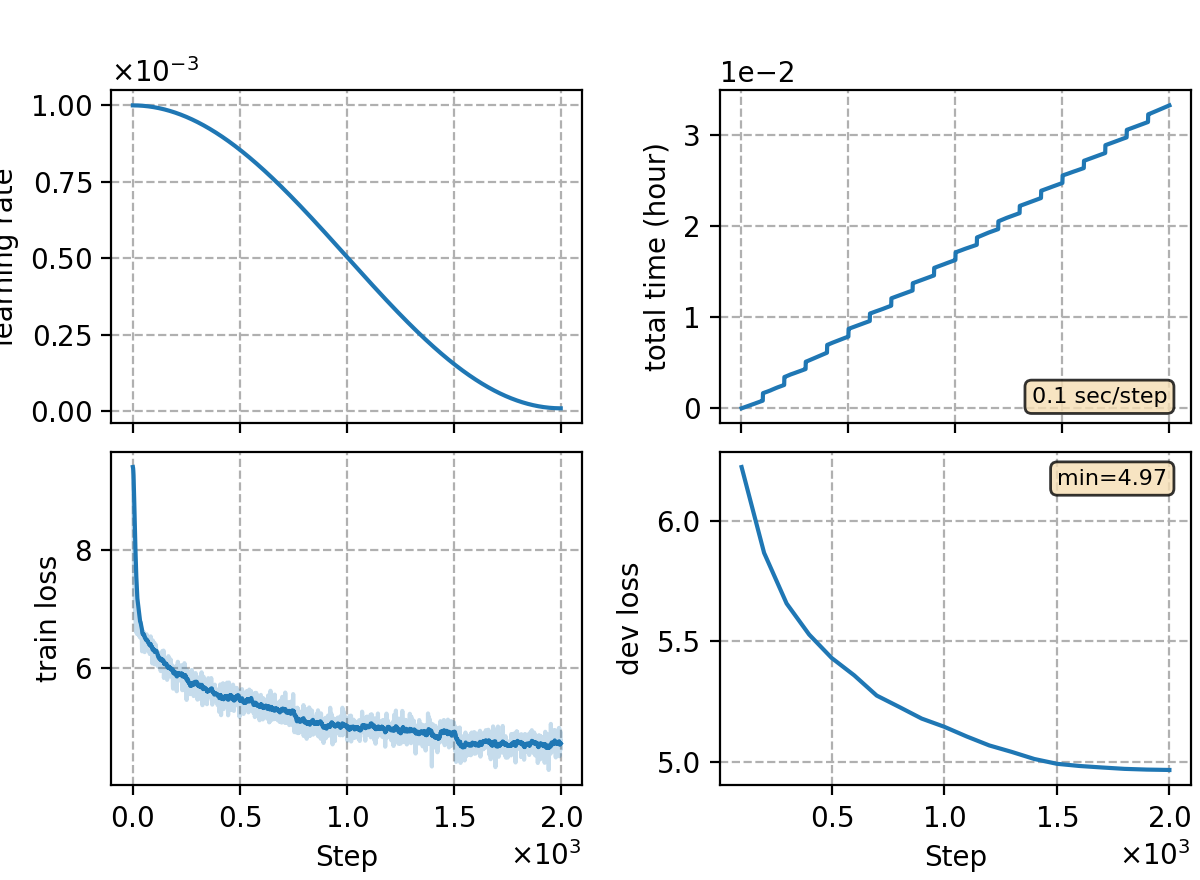 ×10⁻³
1.00
0.75
0.50
0.25
0.00
learning rate
1e−2
3
2
1
0
total time (hour)
0.1 sec/step
8
6
train loss
0.0 0.5 1.0 1.5 2.0
Step
×10³
min=4.97
6.0
5.5
5.0
dev loss
0.5 1.0 1.5 2.0
Step
×10³